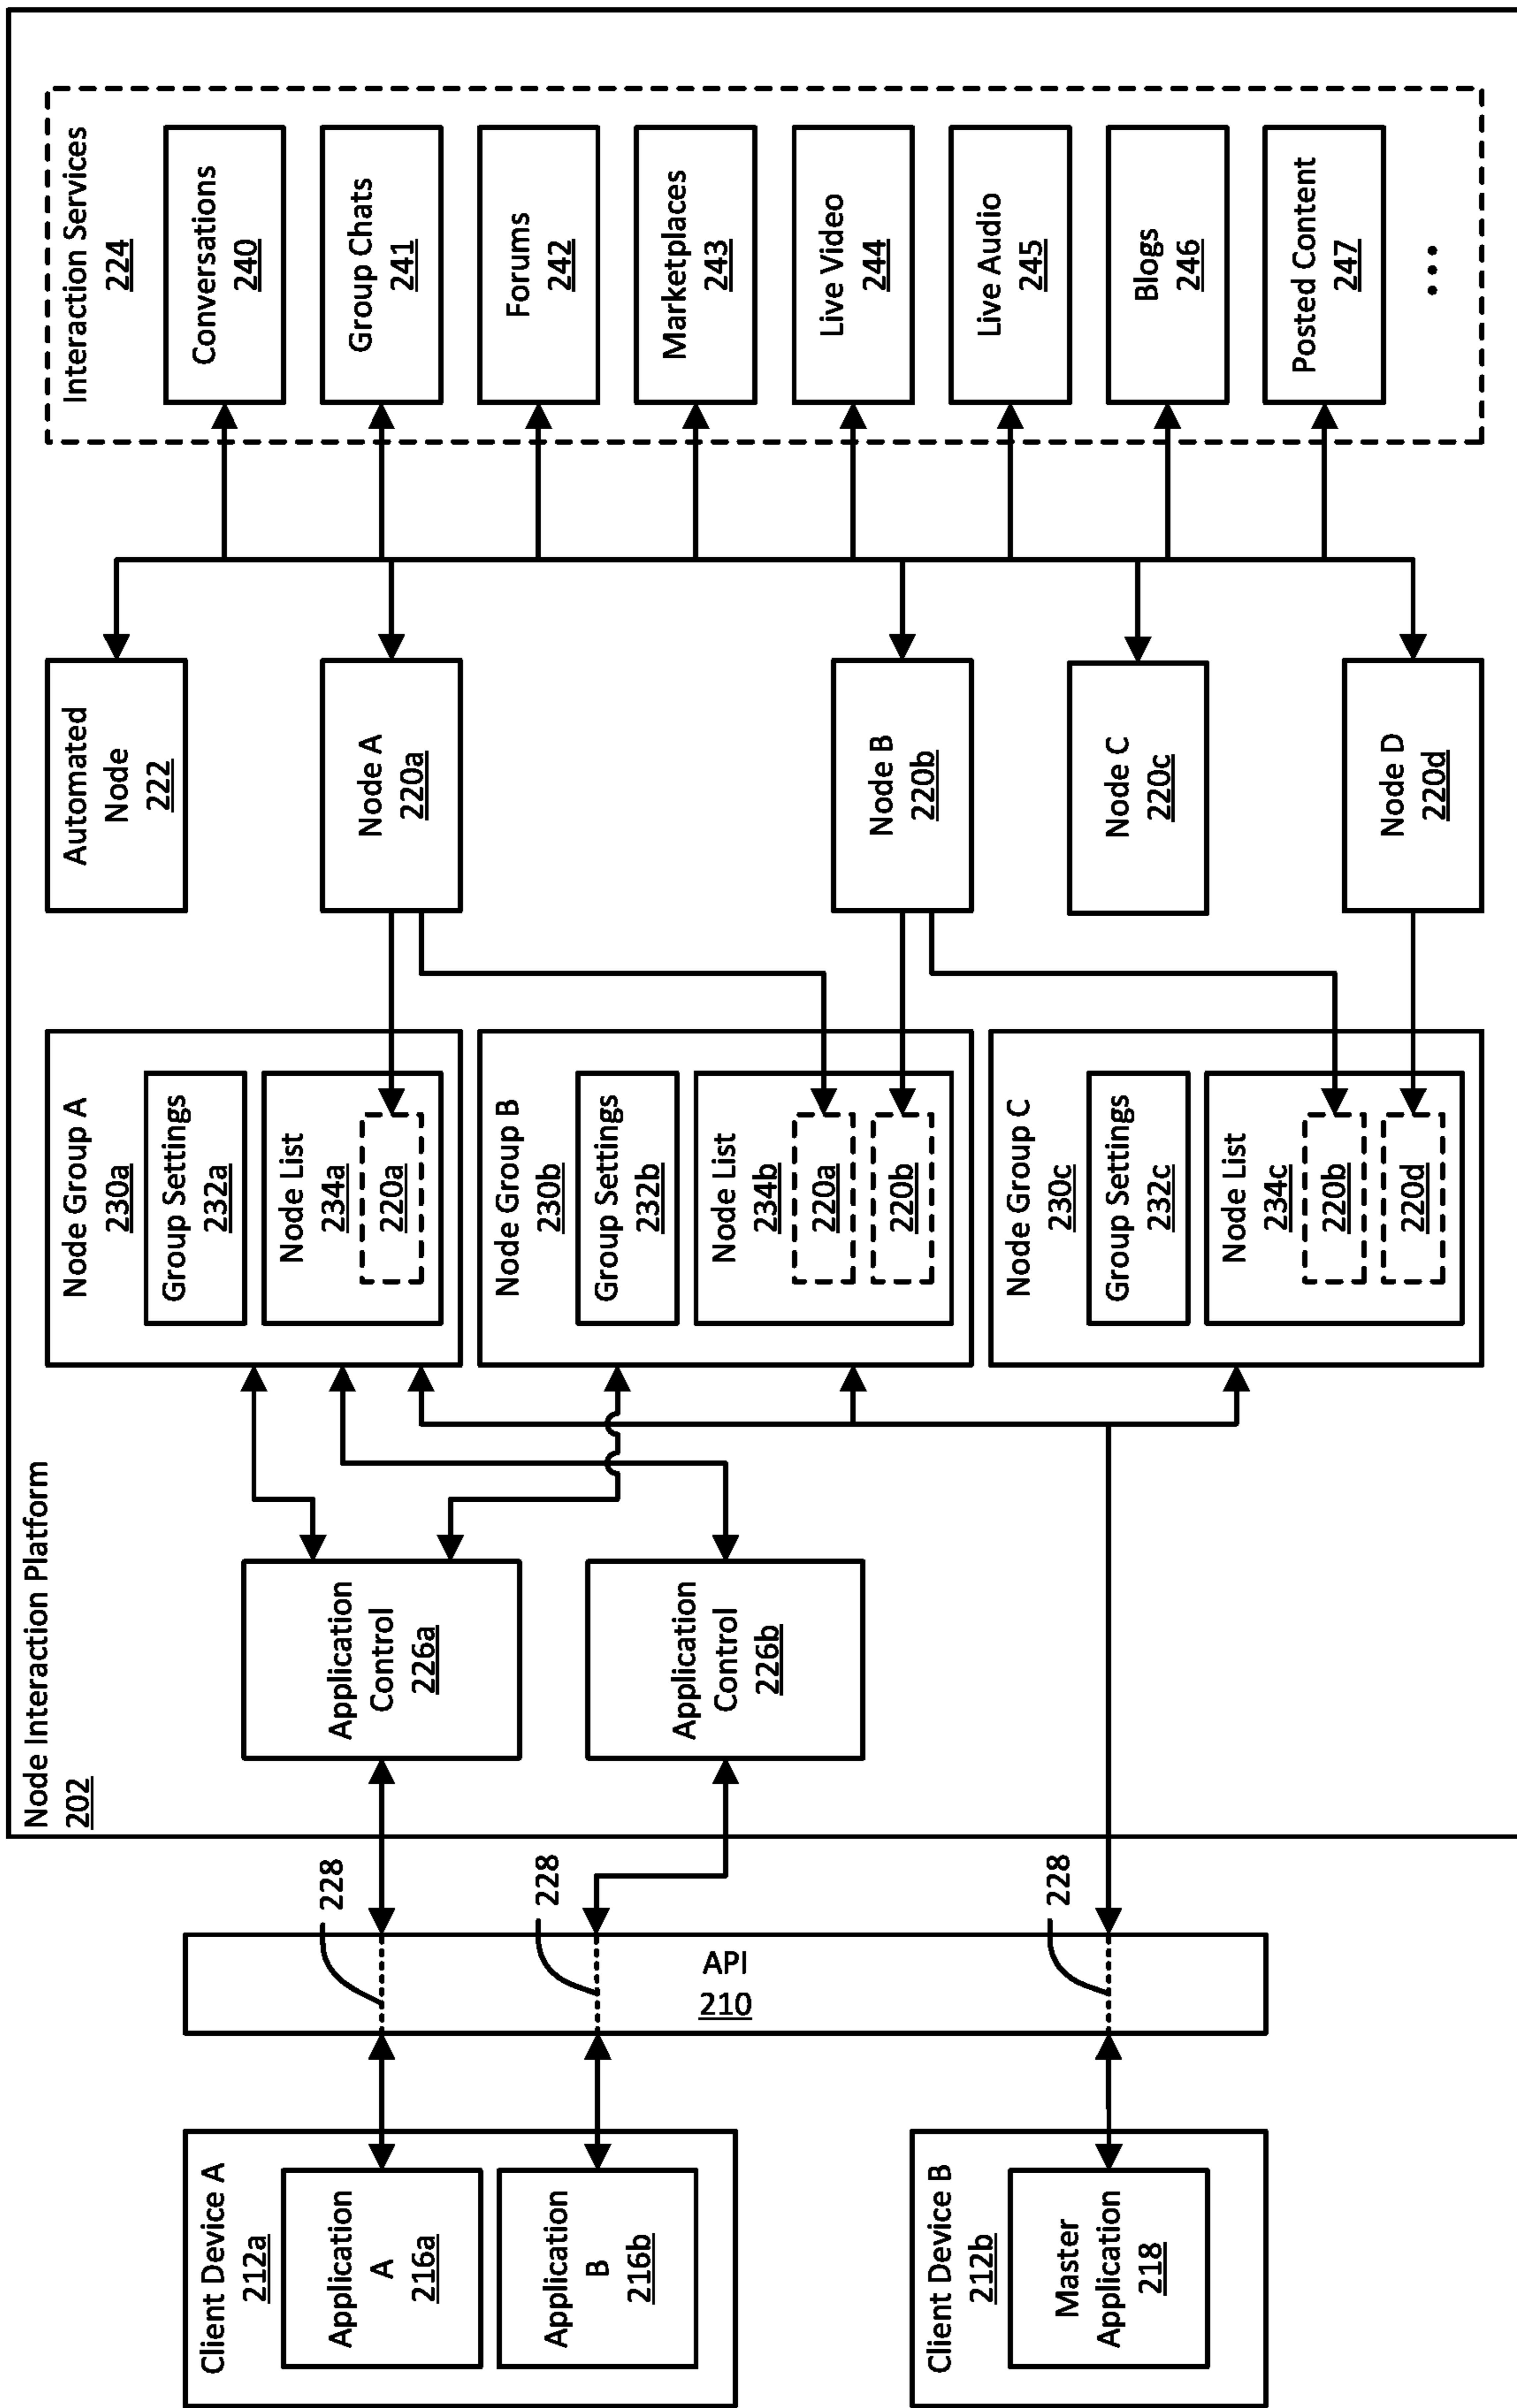 Node Interaction Platform
202
Client Device A
212a
Application
A
216a
Application
B
216b
Client Device B
212b
Master
Application
218
API
210
228
228
228
Application
Control
226a
Application
Control
226b
Node Group A
230a
Group Settings
232a
Node List
234a
220a
Node Group B
230b
Group Settings
232b
Node List
234b
220a
220b
Node Group C
230c
Group Settings
232c
Node List
234c
220b
220d
Automated
Node
222
Node A
220a
Node B
220b
Node C
220c
Node D
220d
Interaction Services
224
Conversations
240
Group Chats
241
Forums
242
Marketplaces
243
Live Video
244
Live Audio
245
Blogs
246
Posted Content
247
...